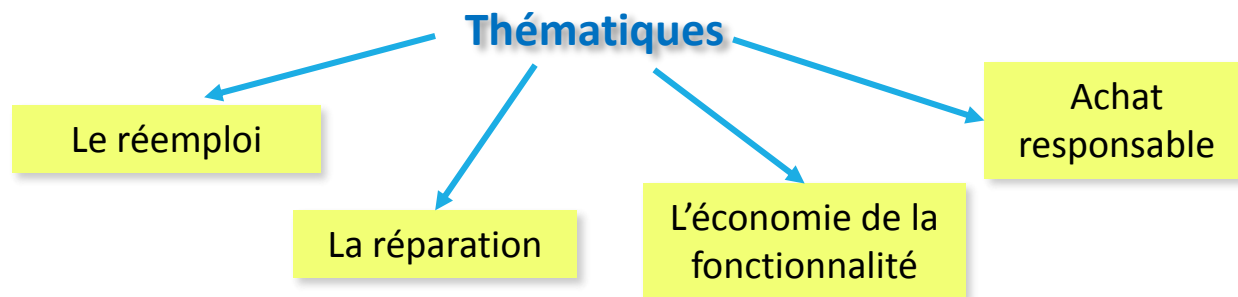 Thématiques
Le réemploi
La réparation
L’économie de la
fonctionnalité
Achat
responsable